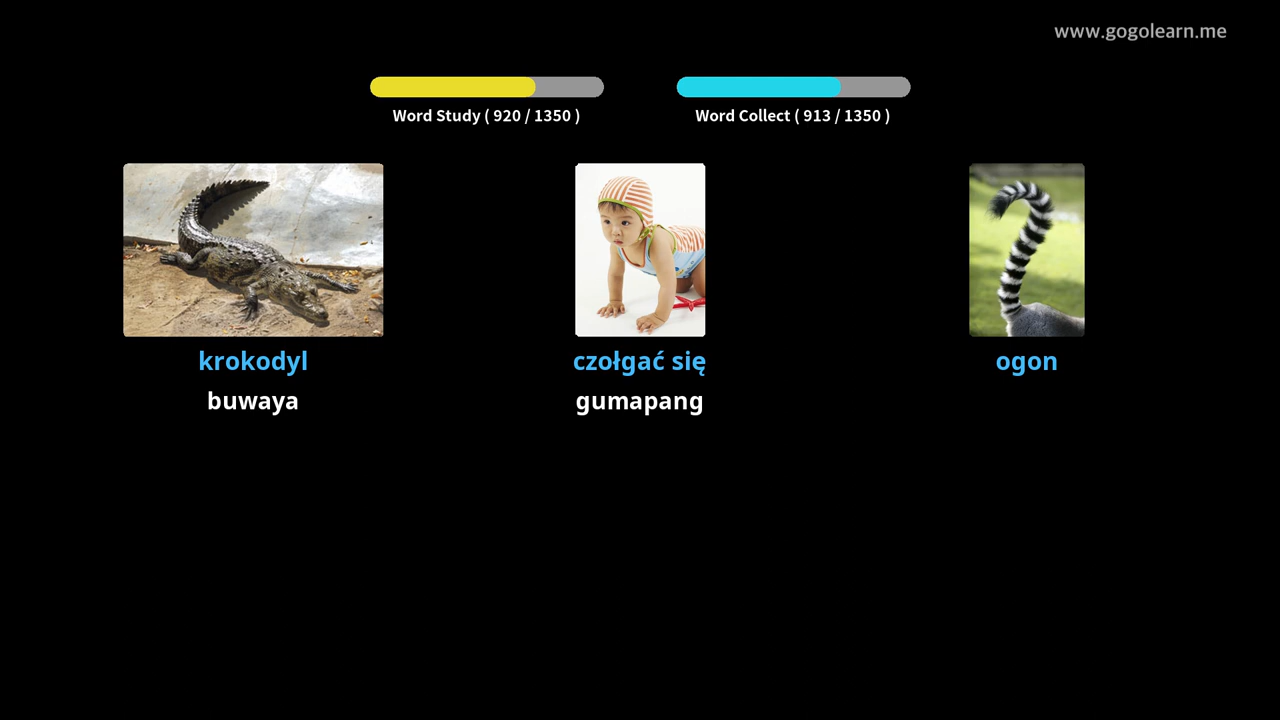 www.gogolearn.me
Word Study ( 920 / 1350 )
Word Collect ( 913 / 1350 )
krokodyl
czołgać się
ogon
buwaya
gumapang